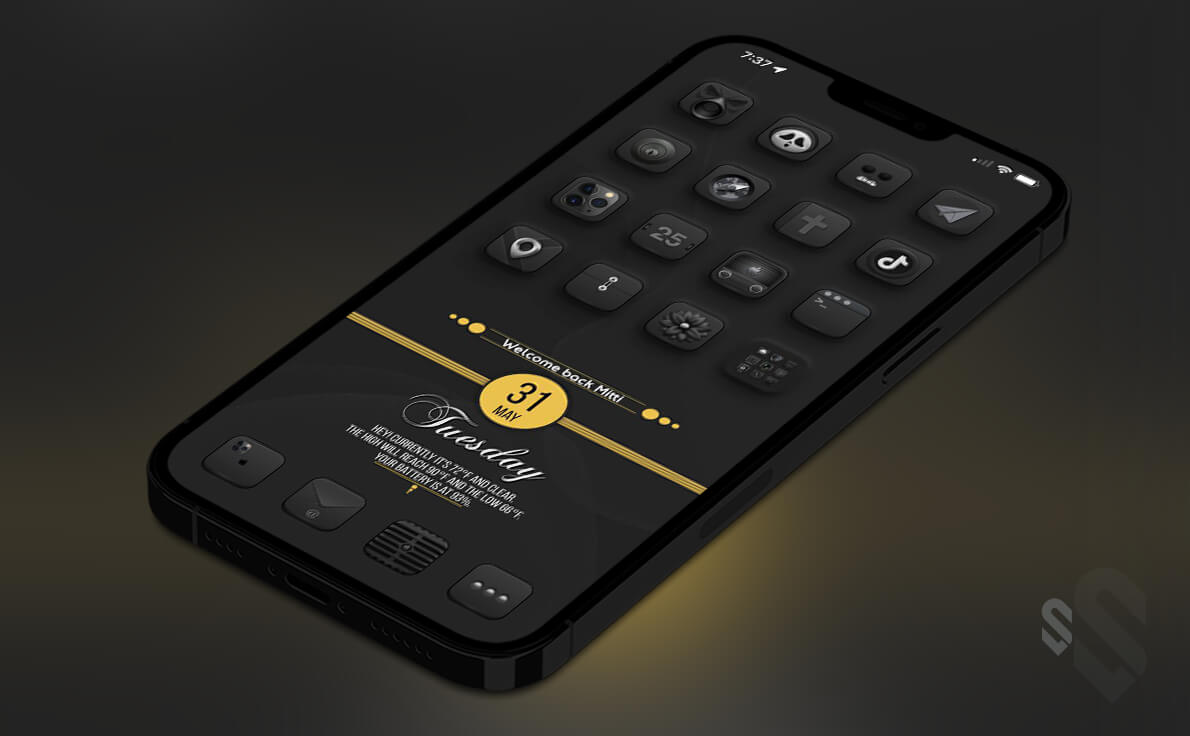 7:37
25
>_
Welcome back Mitti
31
MAY
Tuesday
HEY! CURRENTLY IT'S 72°F AND CLEAR.
THE HIGH WILL REACH 90°F AND THE LOW 66°F,
YOUR BATTERY IS AT 93%.
@